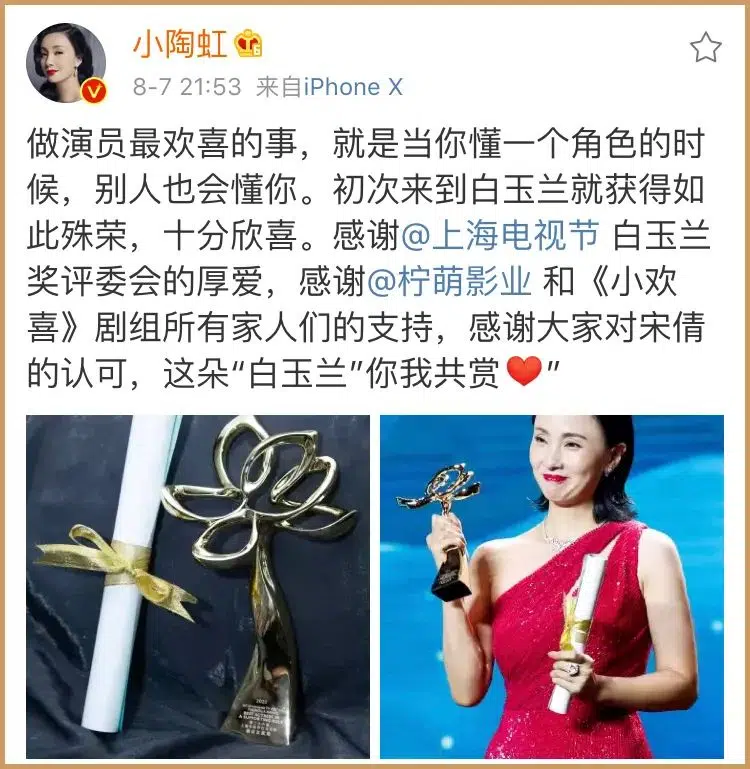 小陶虹
8-7 21:53 来自iPhone X
做演员最欢喜的事，就是当你懂一个角色的时
候，别人也会懂你。初次来到白玉兰就获得如
此殊荣，十分欣喜。感谢@上海电视节 白玉兰
奖评委会的厚爱，感谢@柠萌影业 和《小欢
喜》剧组所有家人们的支持，感谢大家对宋倩
的认可，这朵“白玉兰”你我共赏❤️”
2020
BEST ACTRESS IN
A SUPPORTING ROLE